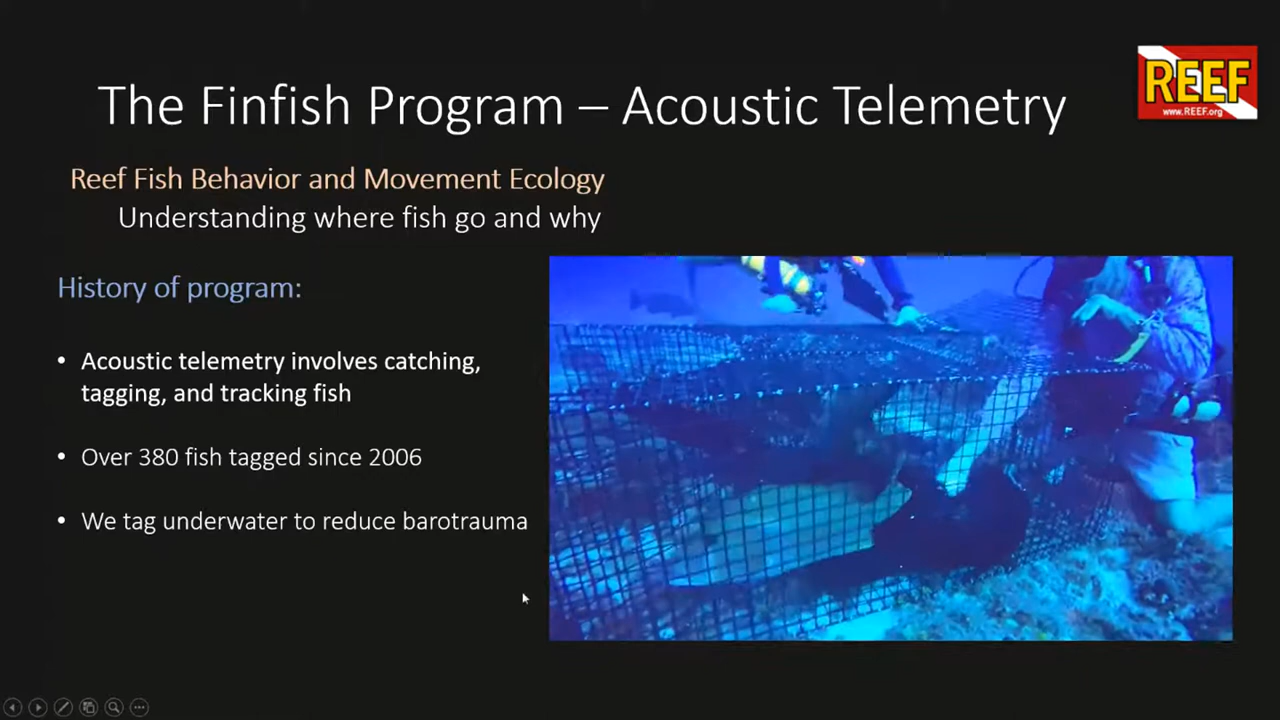 The Finfish Program – Acoustic Telemetry
REEF
www.REEF.org
Reef Fish Behavior and Movement Ecology
Understanding where fish go and why
History of program:
• Acoustic telemetry involves catching,
tagging, and tracking fish
• Over 380 fish tagged since 2006
• We tag underwater to reduce barotrauma